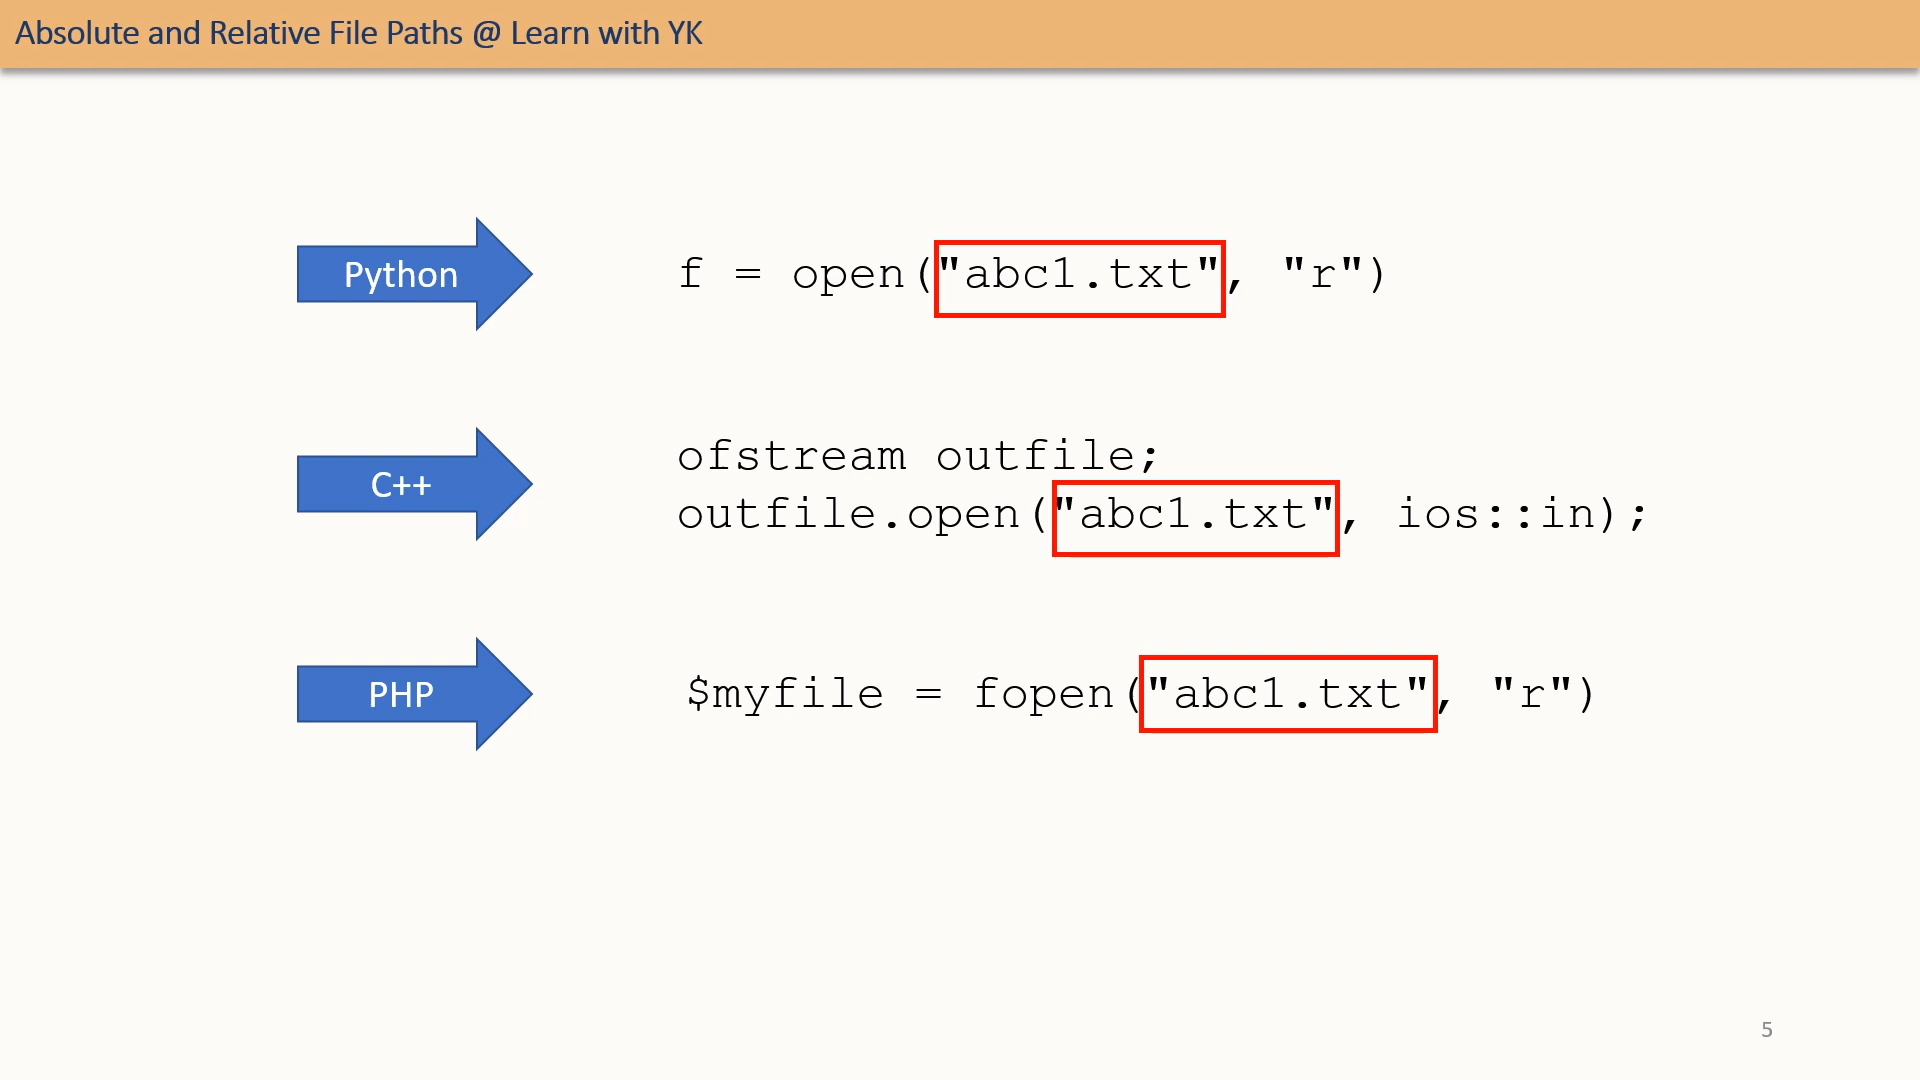 Absolute and Relative File Paths @ Learn with YK
Python
f = open("abc1.txt", "r")
C++
ofstream outfile;
outfile.open("abc1.txt", ios::in);
PHP
$myfile = fopen("abc1.txt", "r")
5